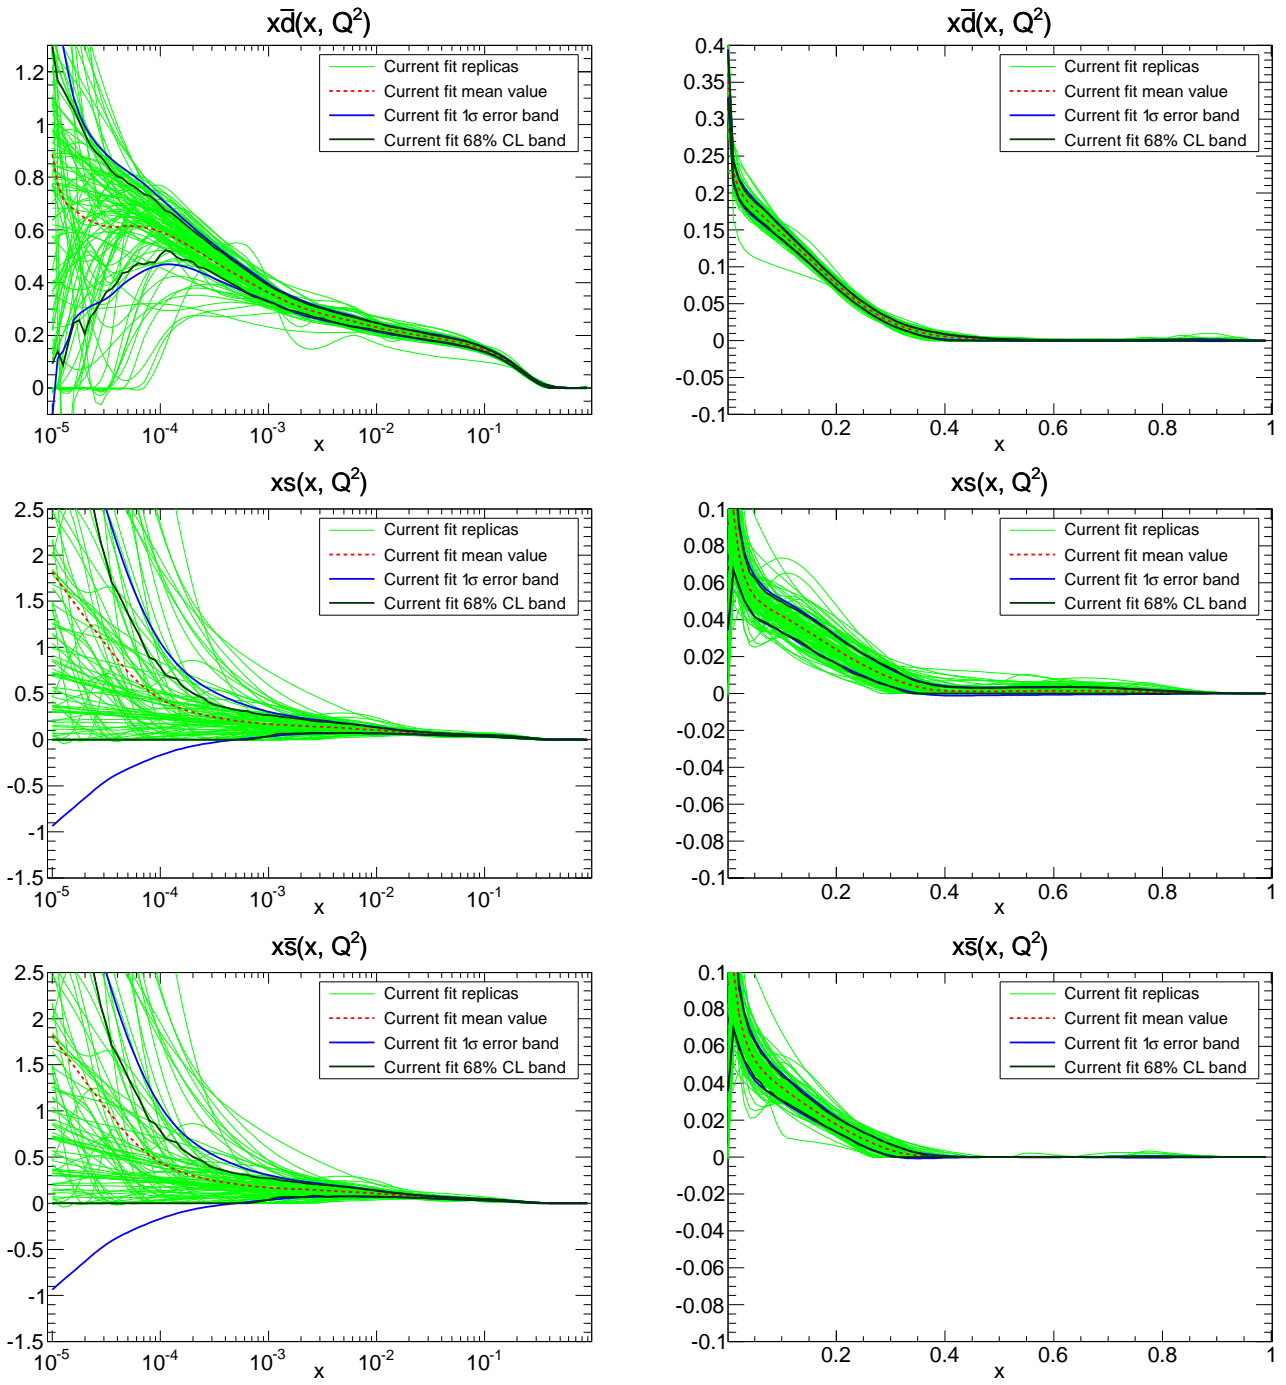 xd̄(x, Q²)
1.2
1
0.8
0.6
0.4
0.2
0
Current fit replicas
Current fit mean value
Current fit 1σ error band
Current fit 68% CL band
10⁻⁵ 10⁻⁴ 10⁻³ 10⁻² 10⁻¹
x
xd̄(x, Q²)
0.4
0.35
0.3
0.25
0.2
0.15
0.1
0.05
0
-0.05
-0.1
Current fit replicas
Current fit mean value
Current fit 1σ error band
Current fit 68% CL band
0.2 0.4 0.6 0.8 1
x
xs(x, Q²)
2.5
2
1.5
1
0.5
0
-0.5
-1
-1.5
Current fit replicas
Current fit mean value
Current fit 1σ error band
Current fit 68% CL band
10⁻⁵ 10⁻⁴ 10⁻³ 10⁻² 10⁻¹
x
xs(x, Q²)
0.1
0.08
0.06
0.04
0.02
0
-0.02
-0.04
-0.06
-0.08
-0.1
Current fit replicas
Current fit mean value
Current fit 1σ error band
Current fit 68% CL band
0.2 0.4 0.6 0.8 1
x
xs̄(x, Q²)
2.5
2
1.5
1
0.5
0
-0.5
-1
-1.5
Current fit replicas
Current fit mean value
Current fit 1σ error band
Current fit 68% CL band
10⁻⁵ 10⁻⁴ 10⁻³ 10⁻² 10⁻¹
x
xs̄(x, Q²)
0.1
0.08
0.06
0.04
0.02
0
-0.02
-0.04
-0.06
-0.08
-0.1
Current fit replicas
Current fit mean value
Current fit 1σ error band
Current fit 68% CL band
0.2 0.4 0.6 0.8 1
x